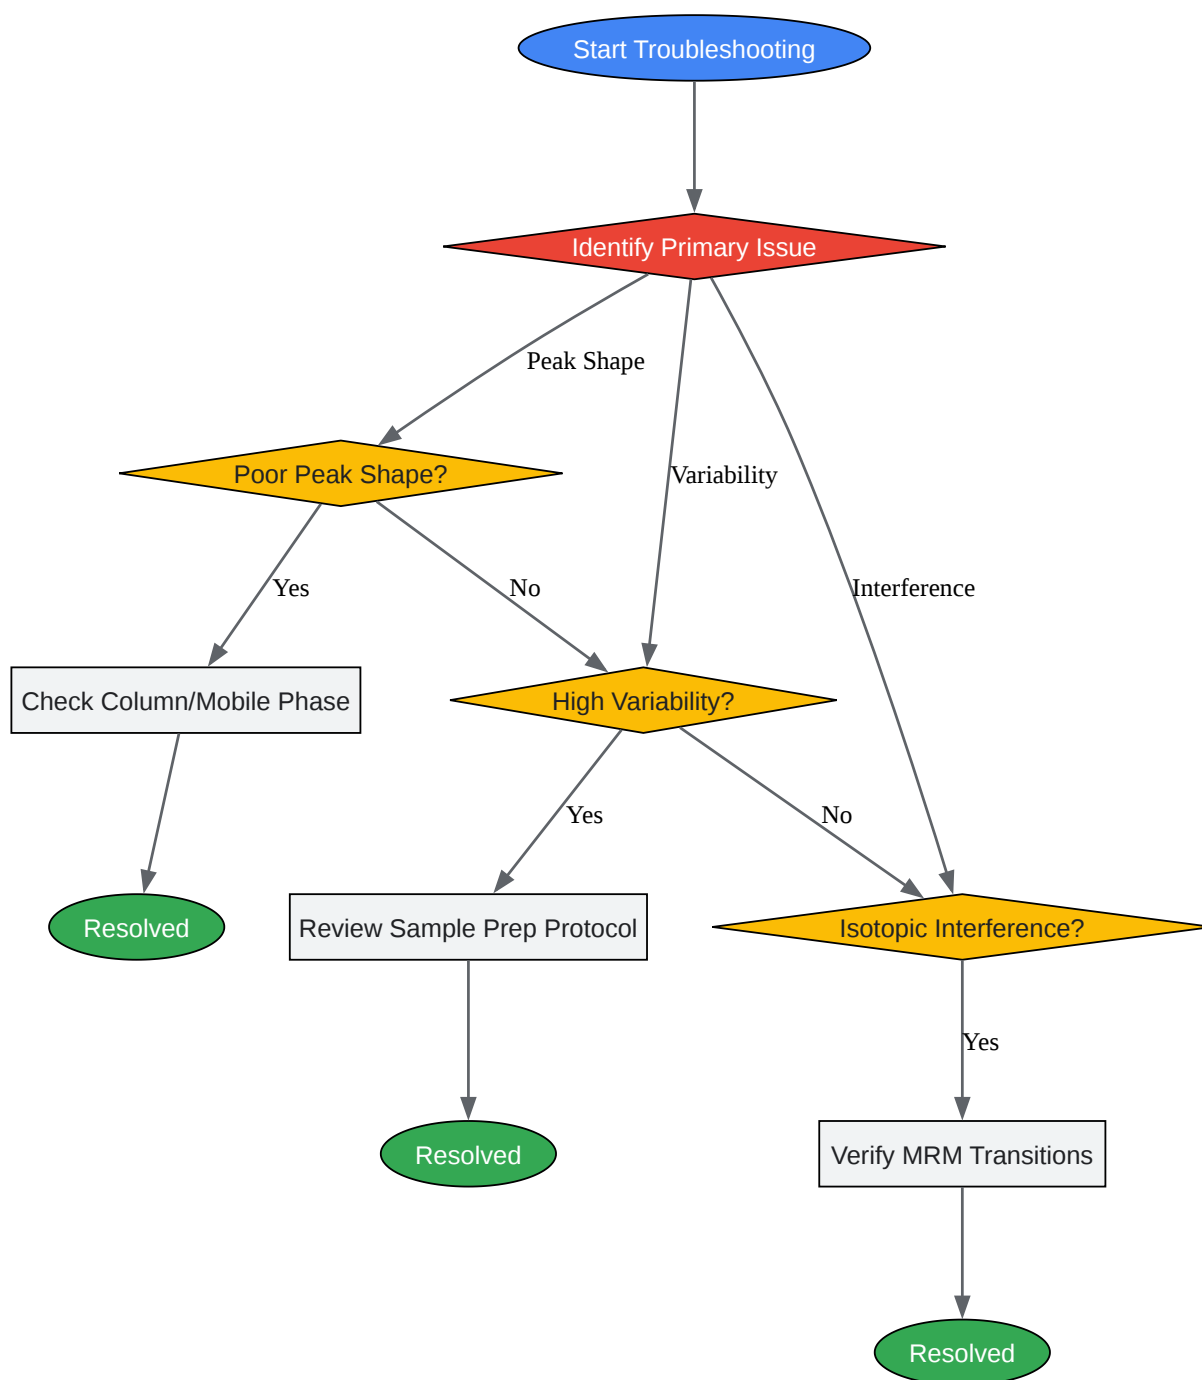 Start Troubleshooting
Identify Primary Issue
Peak Shape
Poor Peak Shape?
Variability
Yes
No
Interference
Check Column/Mobile Phase
High Variability?
Yes
No
Resolved
Review Sample Prep Protocol
Isotopic Interference?
Yes
Resolved
Verify MRM Transitions
Resolved